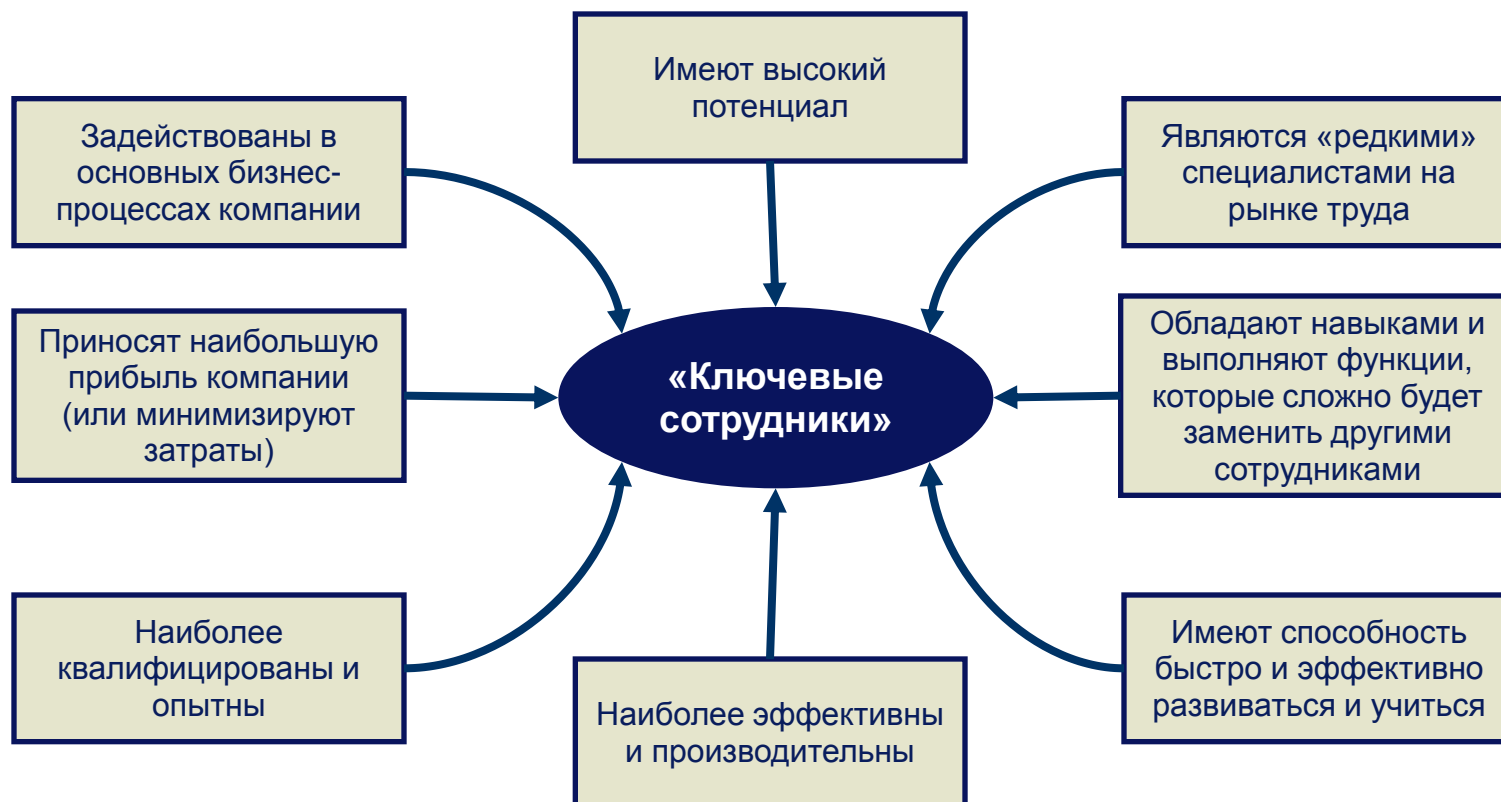 Имеют высокий
потенциал
Задействованы в
основных бизнес-
процессах компании
Являются «редкими»
специалистами на
рынке труда
Приносят наибольшую
прибыль компании
(или минимизируют
затраты)
«Ключевые
сотрудники»
Обладают навыками и
выполняют функции,
которые сложно будет
заменить другими
сотрудниками
Наиболее
квалифицированы и
опытны
Наиболее эффективны
и производительны
Имеют способность
быстро и эффективно
развиваться и учиться